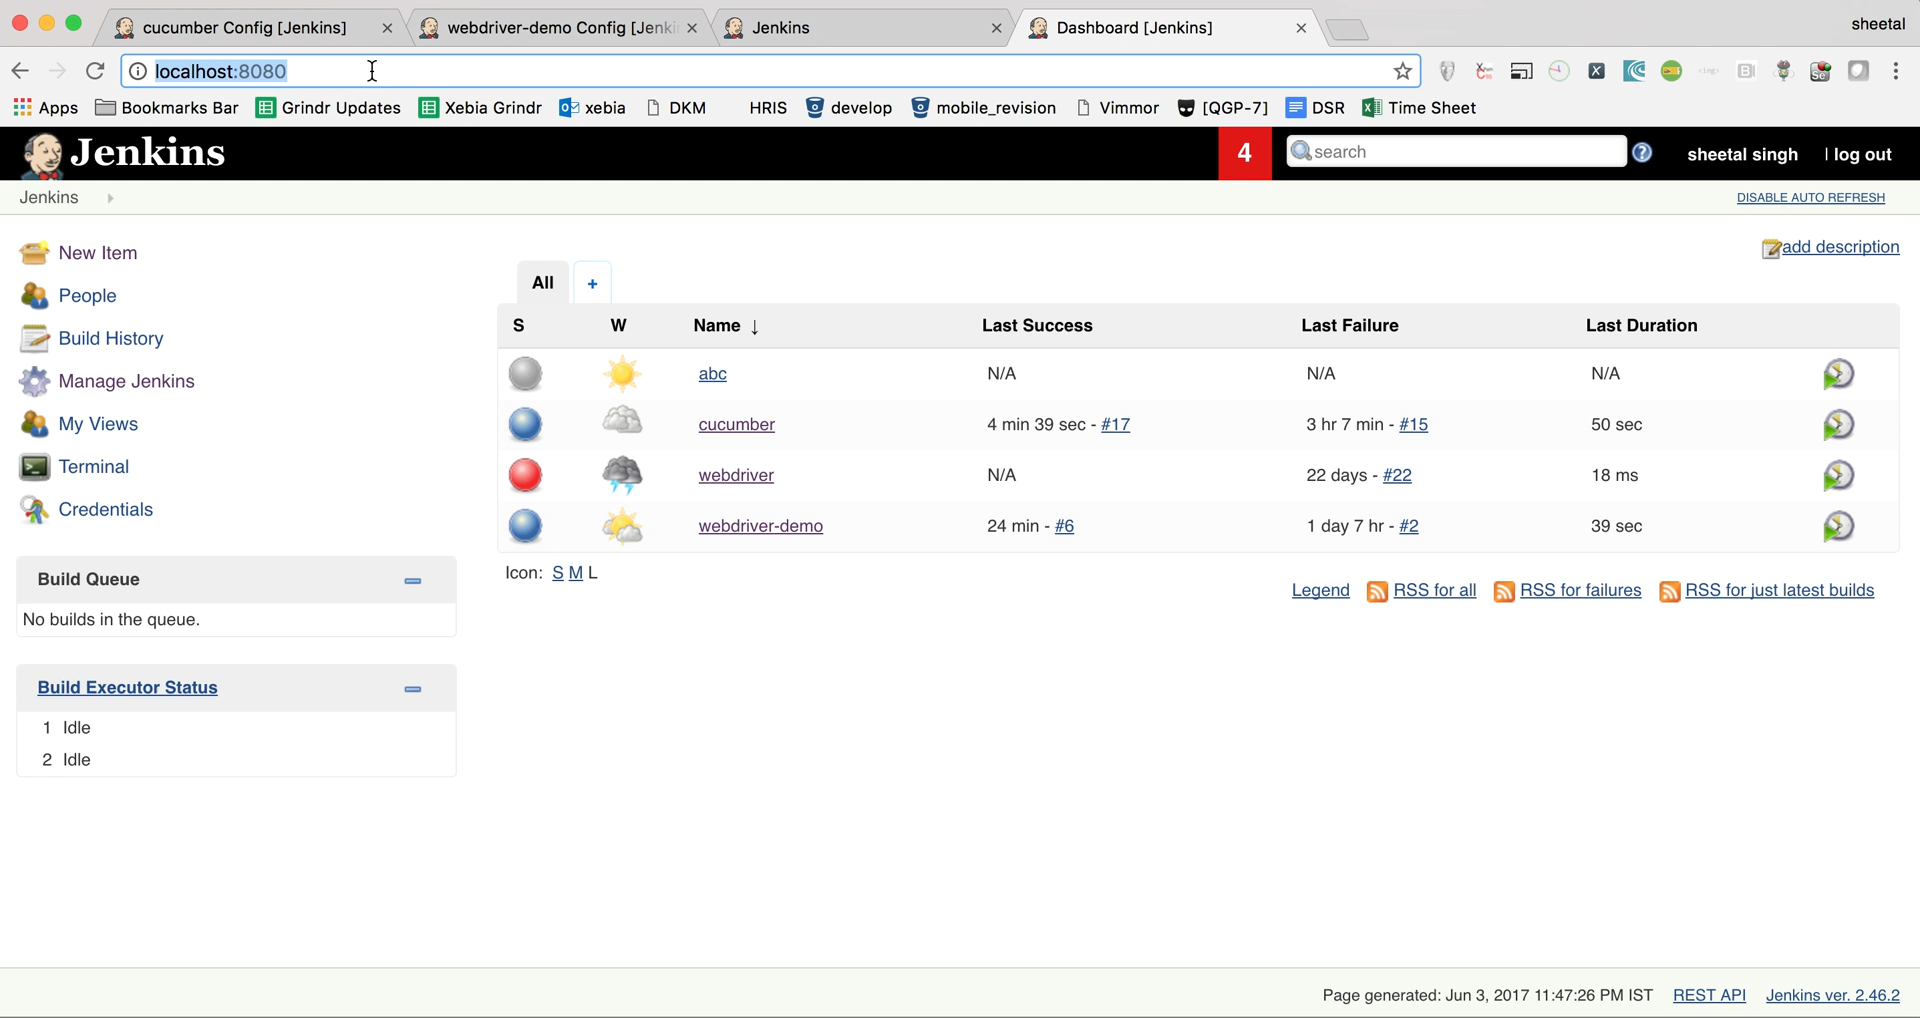 cucumber Config [Jenkins]
webdriver-demo Config [Jenki
Jenkins
Dashboard [Jenkins]
sheetal
localhost:8080
Apps
Bookmarks Bar
Grindr Updates
Xebia Grindr
xebia
DKM
HRIS
develop
mobile_revision
Vimmor
[QGP-7]
DSR
Time Sheet
Jenkins
4
search
sheetal singh
| log out
Jenkins
DISABLE AUTO REFRESH
New Item
People
Build History
Manage Jenkins
My Views
Terminal
Credentials
add description
All
+
S W Name ↓ Last Success Last Failure Last Duration
abc N/A N/A N/A
cucumber 4 min 39 sec - #17 3 hr 7 min - #15 50 sec
webdriver N/A 22 days - #22 18 ms
webdriver-demo 24 min - #6 1 day 7 hr - #2 39 sec
Icon: S M L
Legend RSS for all RSS for failures RSS for just latest builds
Build Queue
No builds in the queue.
Build Executor Status
1 Idle
2 Idle
Page generated: Jun 3, 2017 11:47:26 PM IST REST API Jenkins ver. 2.46.2